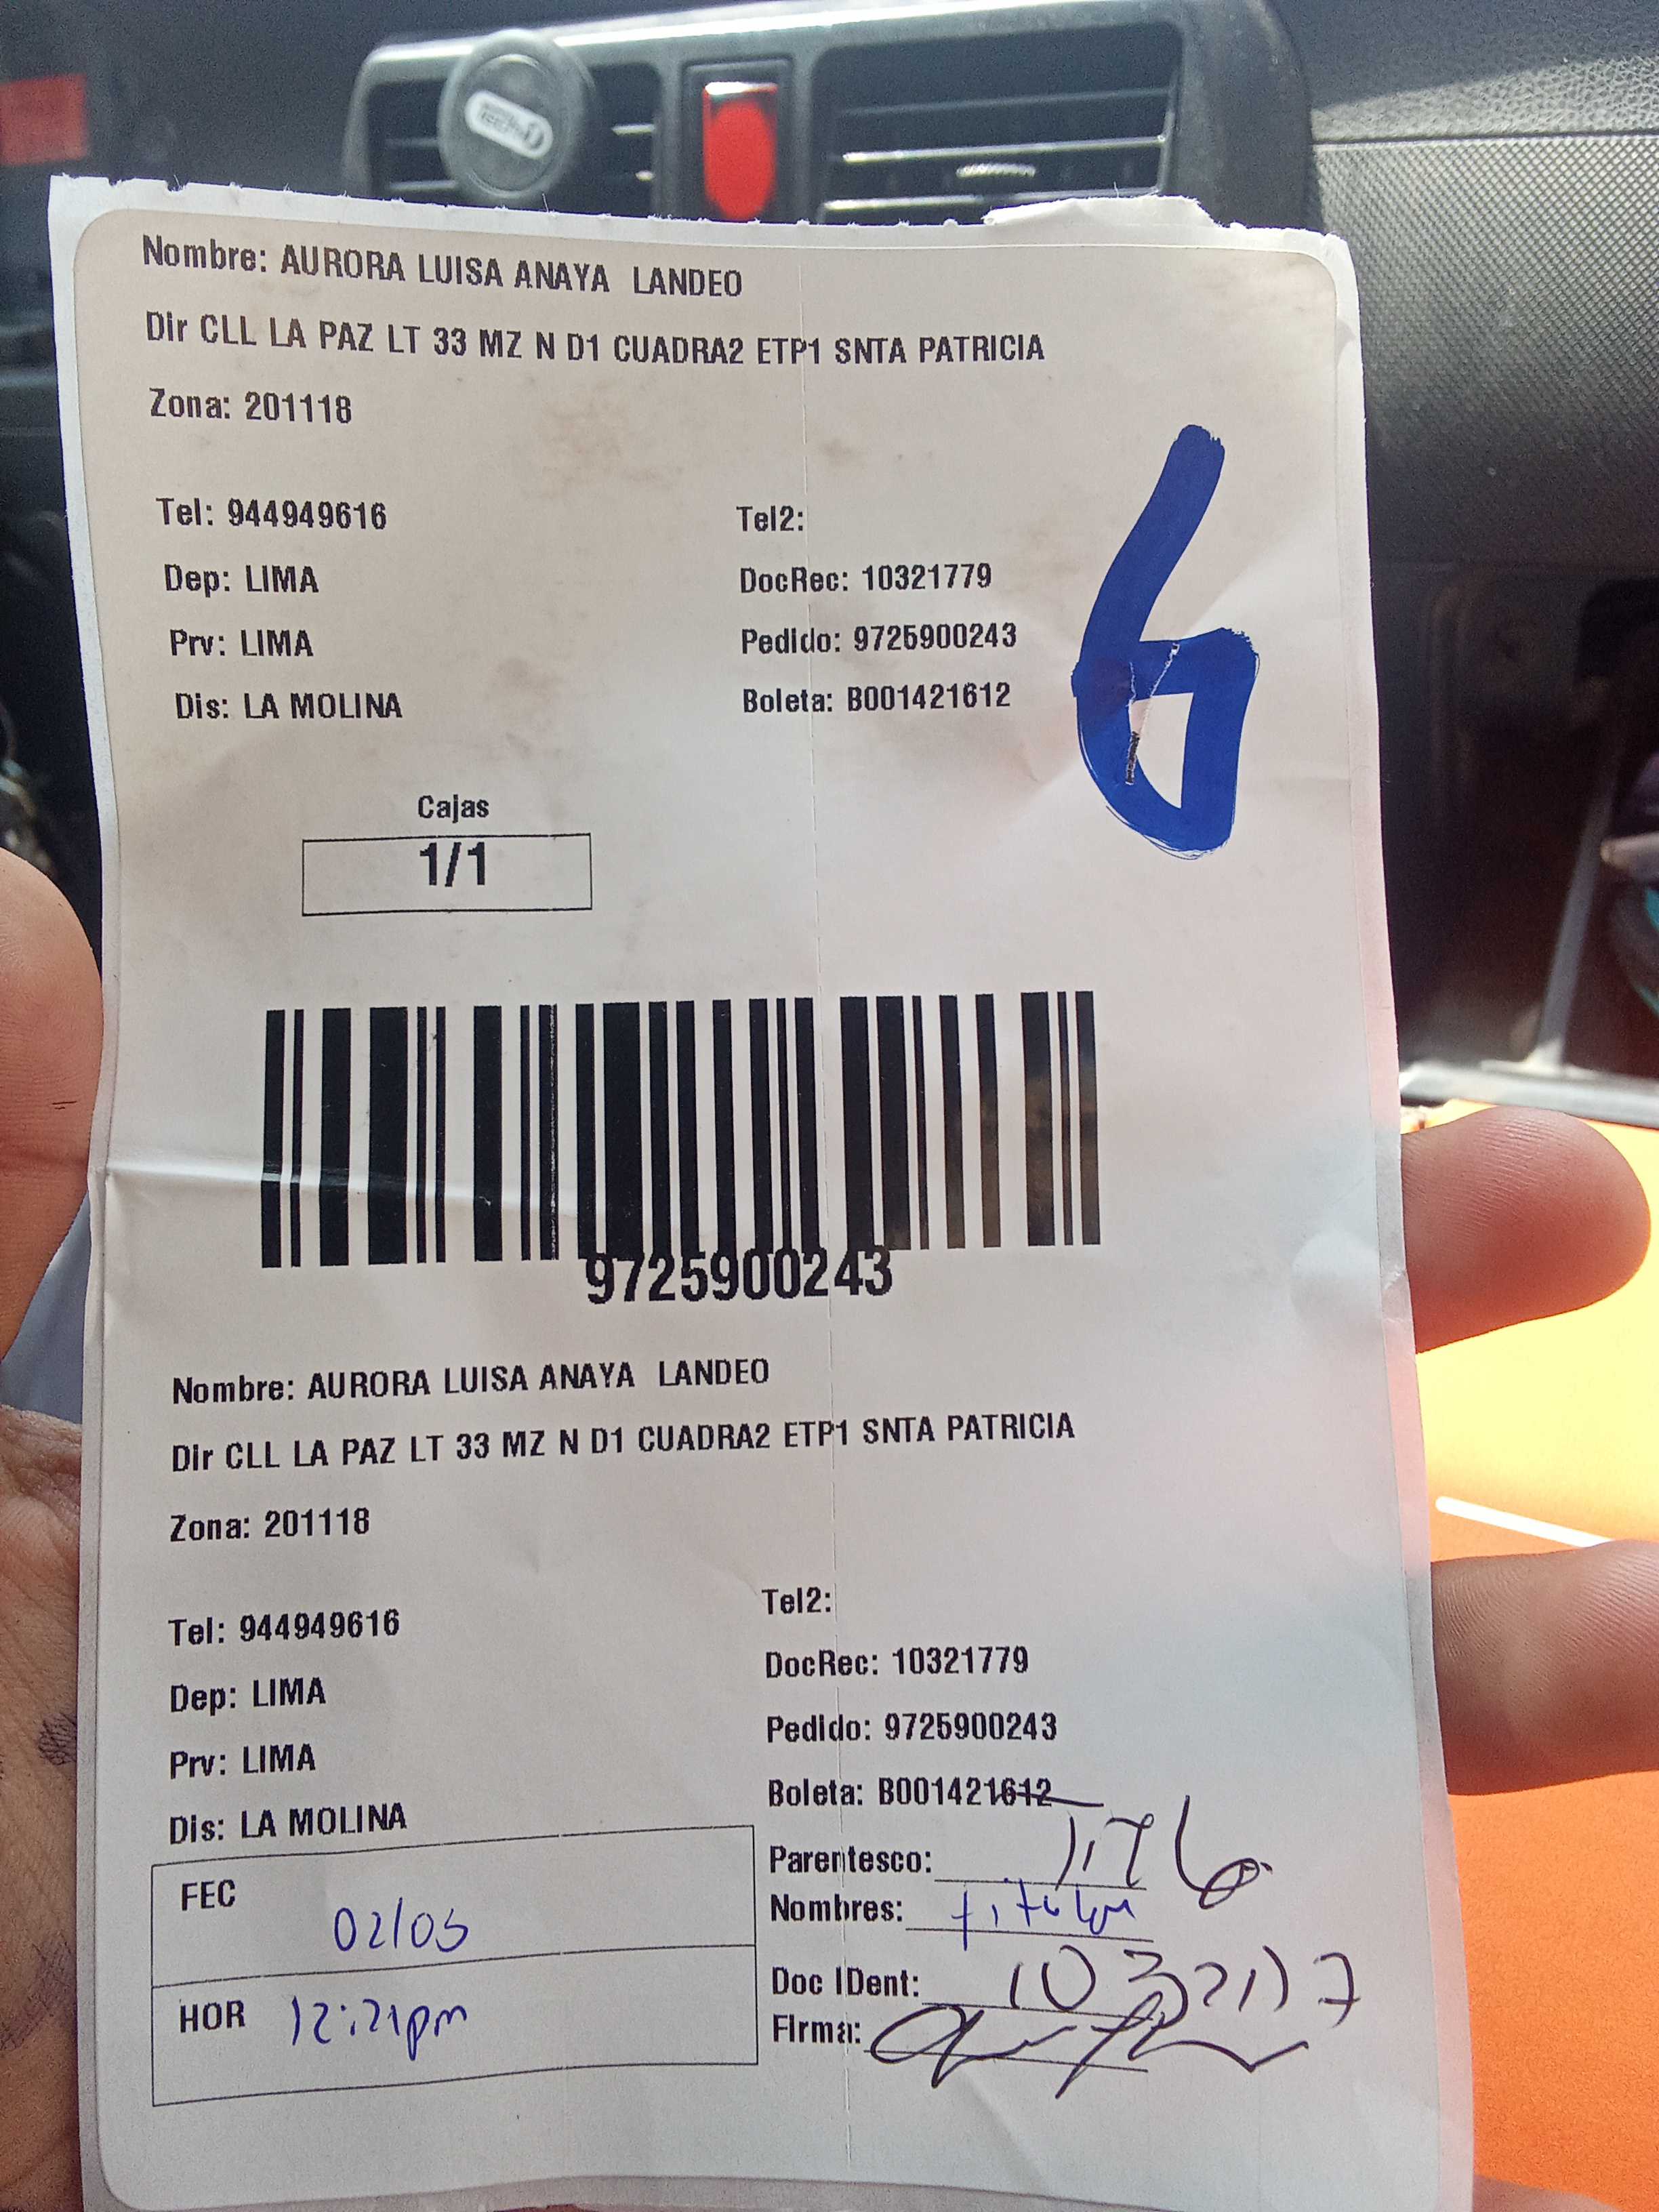 Nombre: AURORA LUISA ANAYA LANDEO
Dir CLL LA PAZ LT 33 MZ N D1 CUADRA2 ETP1 SNTA PATRICIA
Zona: 201118
Tel: 944949616
Tel2:
Dep: LIMA
DocRec: 10321779
Prv: LIMA
Pedido: 9725900243
Dis: LA MOLINA
Boleta: B001421612
6
Cajas
1/1
9725900243
Nombre: AURORA LUISA ANAYA LANDEO
Dir CLL LA PAZ LT 33 MZ N D1 CUADRA2 ETP1 SNTA PATRICIA
Zona: 201118
Tel: 944949616
Tel2:
Dep: LIMA
DocRec: 10321779
Prv: LIMA
Pedido: 9725900243
Dis: LA MOLINA
Boleta: B001421612
FEC 02/05
Parentesco:
Nombres: titular
HOR 12:21pm
Doc IDent:
Firma: